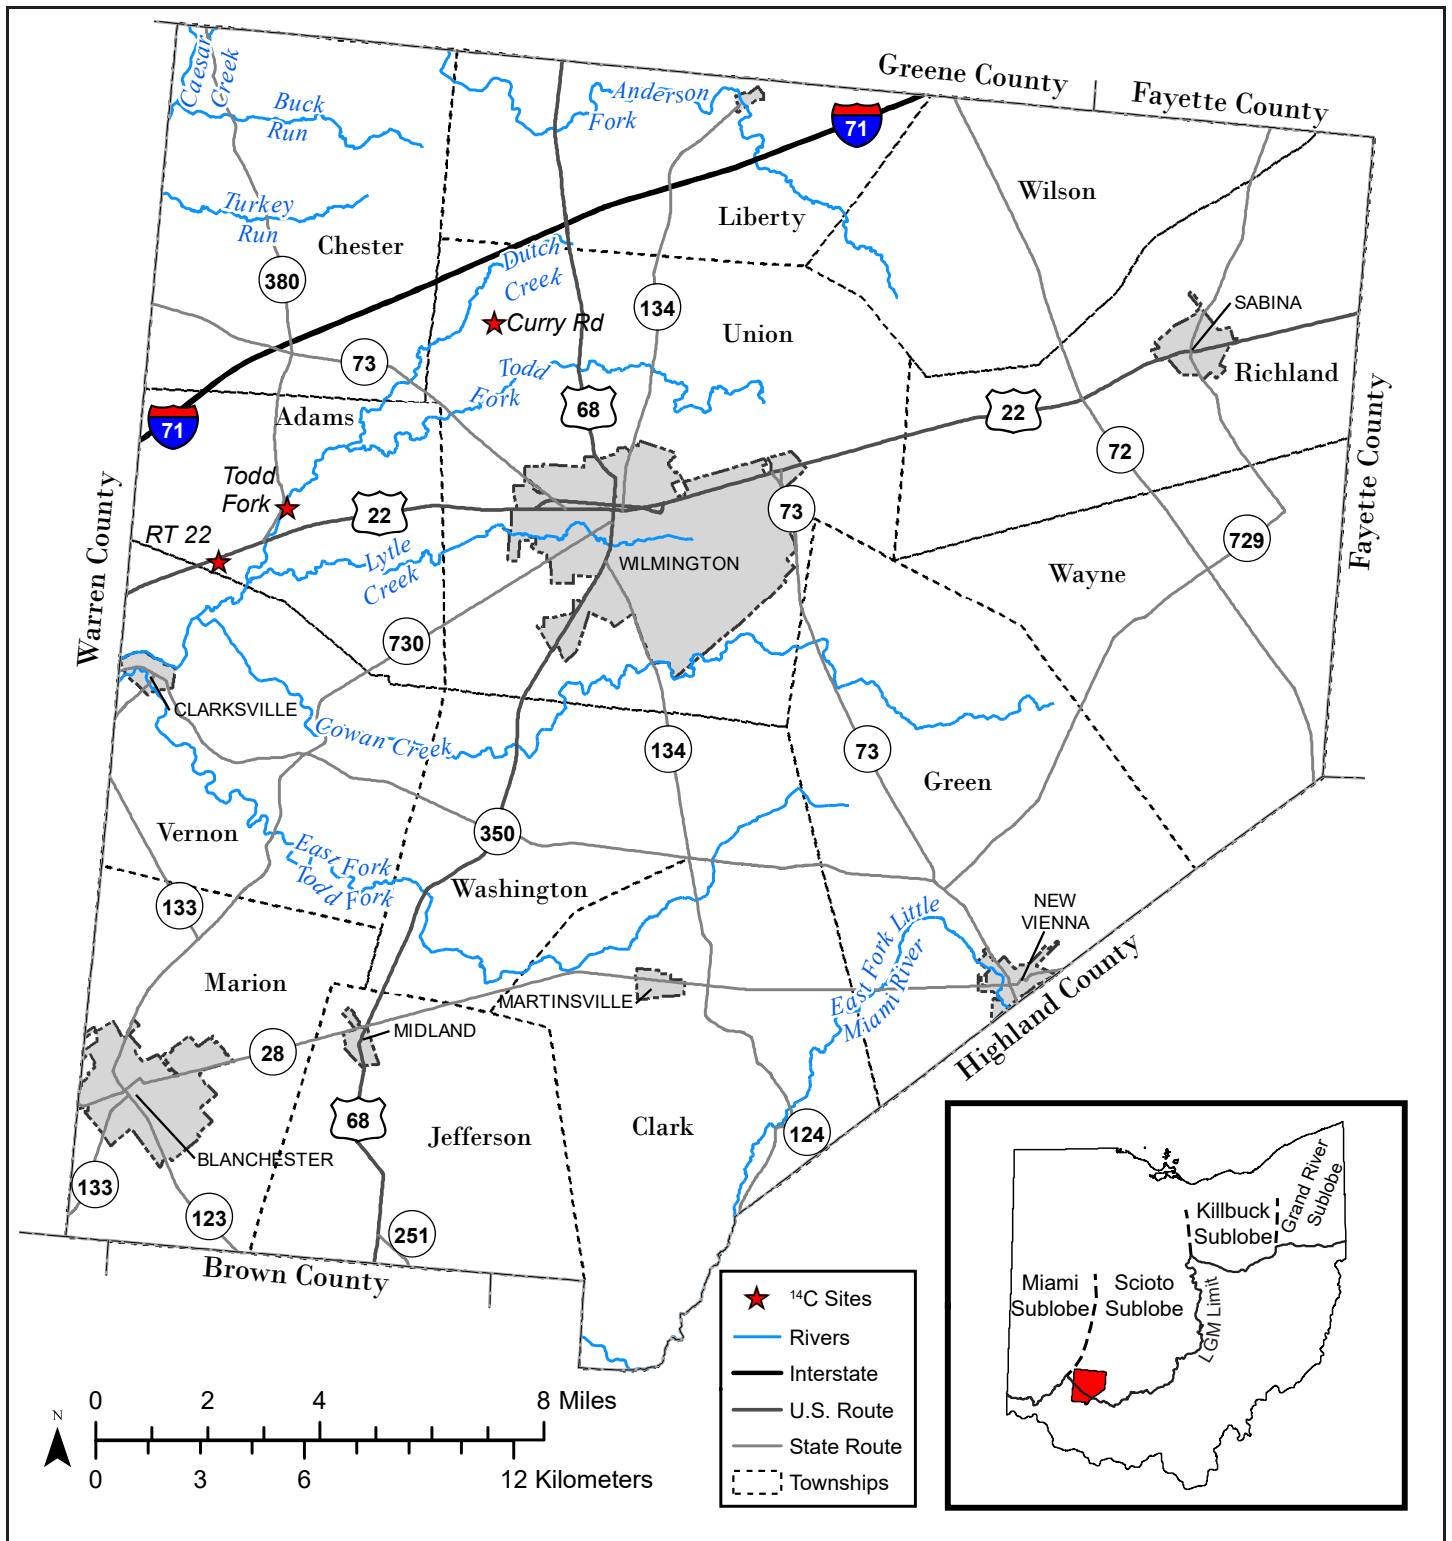 Greene County
Fayette County
Caesar
Creek
Buck
Run
Anderson
Fork
71
Turkey
Run
Chester
Liberty
Wilson
Dutch
Creek
380
134
Curry Rd
Union
SABINA
73
Todd
Fork
Richland
68
22
Adams
71
72
Todd
Fork
22
73
RT 22
Lytle
Creek
WILMINGTON
729
Wayne
Fayette County
Warren County
730
CLARKSVILLE
Cowan Creek
134
73
Green
Vernon
350
East Fork
Todd Fork
Washington
133
NEW
VIENNA
East Fork Little
Miami River
Marion
MARTINSVILLE
MIDLAND
28
Highland County
68
Jefferson
Clark
124
BLANCHESTER
133
123
251
Brown County
14C Sites
Rivers
Interstate
U.S. Route
State Route
Townships
Killbuck
Sublobe
Grand River
Sublobe
Miami
Sublobe
Scioto
Sublobe
LGM Limit
0 2 4 8 Miles
N
0 3 6 12 Kilometers